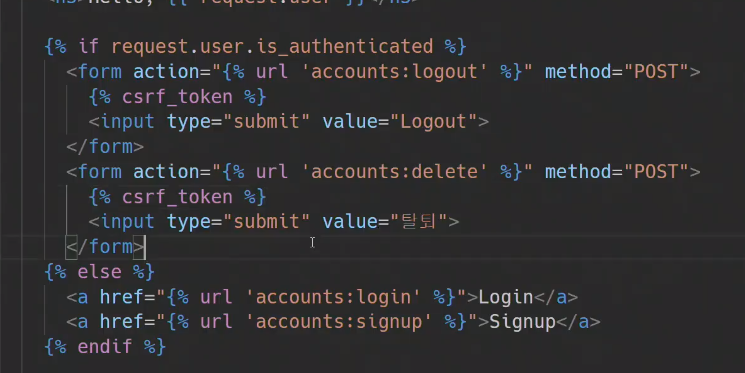 <h3>Hello, {{ request.user }}</h3>
{% if request.user.is_authenticated %}
<form action="{% url 'accounts:logout' %}" method="POST">
{% csrf_token %}
<input type="submit" value="Logout">
</form>
<form action="{% url 'accounts:delete' %}" method="POST">
{% csrf_token %}
<input type="submit" value="탈퇴">
</form>
{% else %}
<a href="{% url 'accounts:login' %}">Login</a>
<a href="{% url 'accounts:signup' %}">Signup</a>
{% endif %}